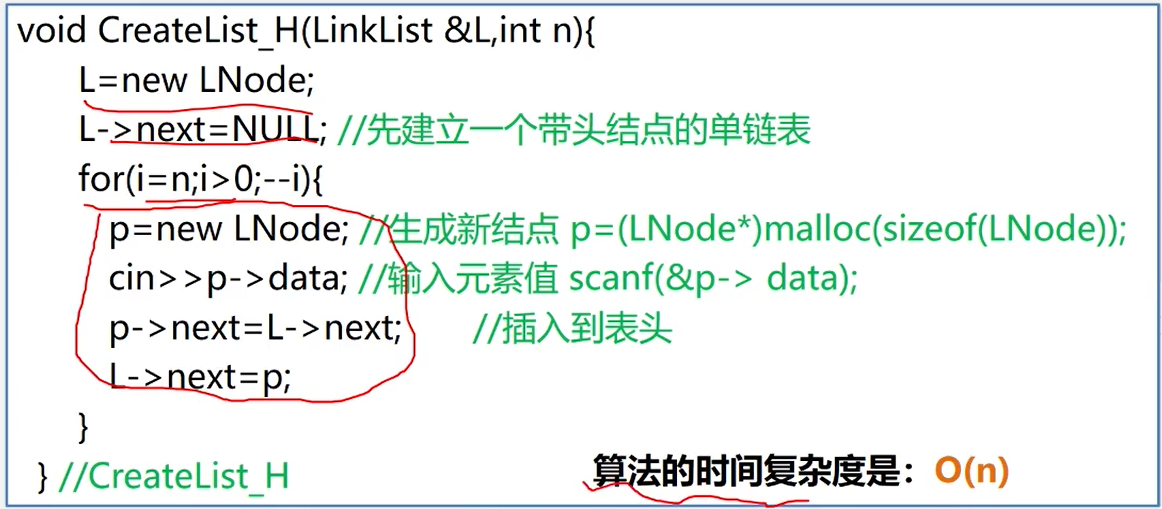 void CreateList_H(LinkList &L,int n){
L=new LNode;
L->next=NULL; //先建立一个带头结点的单链表
for(i=n;i>0;--i){
p=new LNode; //生成新结点 p=(LNode*)malloc(sizeof(LNode));
cin>>p->data; //输入元素值 scanf(&p-> data);
p->next=L->next; //插入到表头
L->next=p;
}
} //CreateList_H
算法的时间复杂度是：O(n)